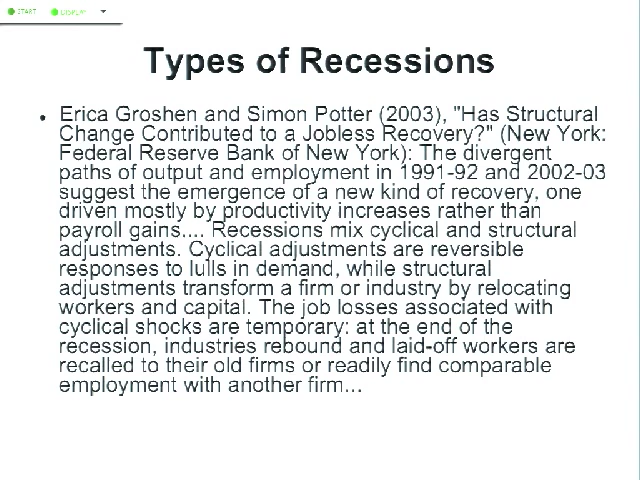 START DISPLAY
Types of Recessions
• Erica Groshen and Simon Potter (2003), "Has Structural
Change Contributed to a Jobless Recovery?" (New York:
Federal Reserve Bank of New York): The divergent
paths of output and employment in 1991-92 and 2002-03
suggest the emergence of a new kind of recovery, one
driven mostly by productivity increases rather than
payroll gains.... Recessions mix cyclical and structural
adjustments. Cyclical adjustments are reversible
responses to lulls in demand, while structural
adjustments transform a firm or industry by relocating
workers and capital. The job losses associated with
cyclical shocks are temporary: at the end of the
recession, industries rebound and laid-off workers are
recalled to their old firms or readily find comparable
employment with another firm...